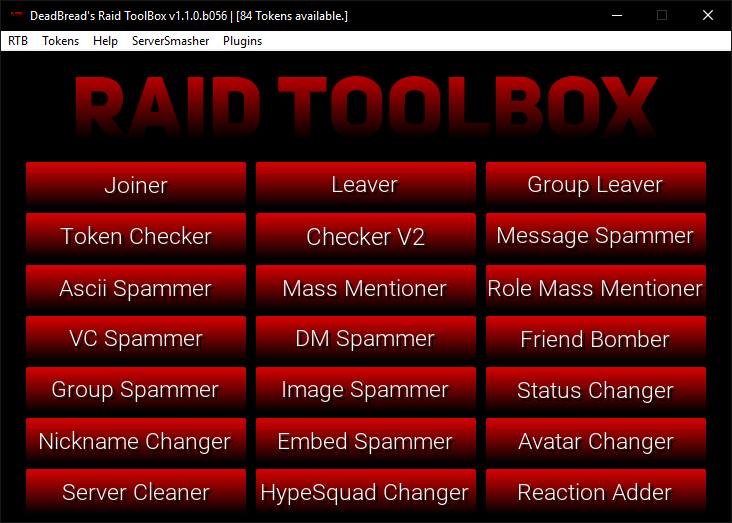 DeadBread's Raid ToolBox v1.1.0.b056 | [84 Tokens available.]
RTB Tokens Help ServerSmasher Plugins
RAID TOOLBOX
Joiner Leaver Group Leaver
Token Checker Checker V2 Message Spammer
Ascii Spammer Mass Mentioner Role Mass Mentioner
VC Spammer DM Spammer Friend Bomber
Group Spammer Image Spammer Status Changer
Nickname Changer Embed Spammer Avatar Changer
Server Cleaner HypeSquad Changer Reaction Adder